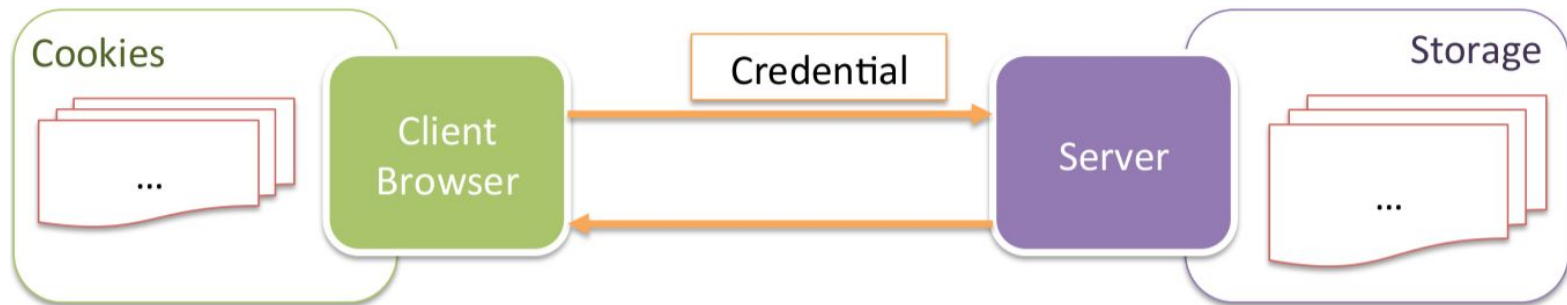 Cookies
...
Client
Browser
Credential
Server
Storage
...